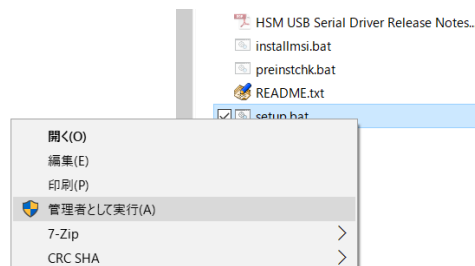 HSM USB Serial Driver Release Notes..
installmsi.bat
preinstchk.bat
README.txt
setup.bat
開く(O)
編集(E)
印刷(P)
管理者として実行(A)
7-Zip
CRC SHA